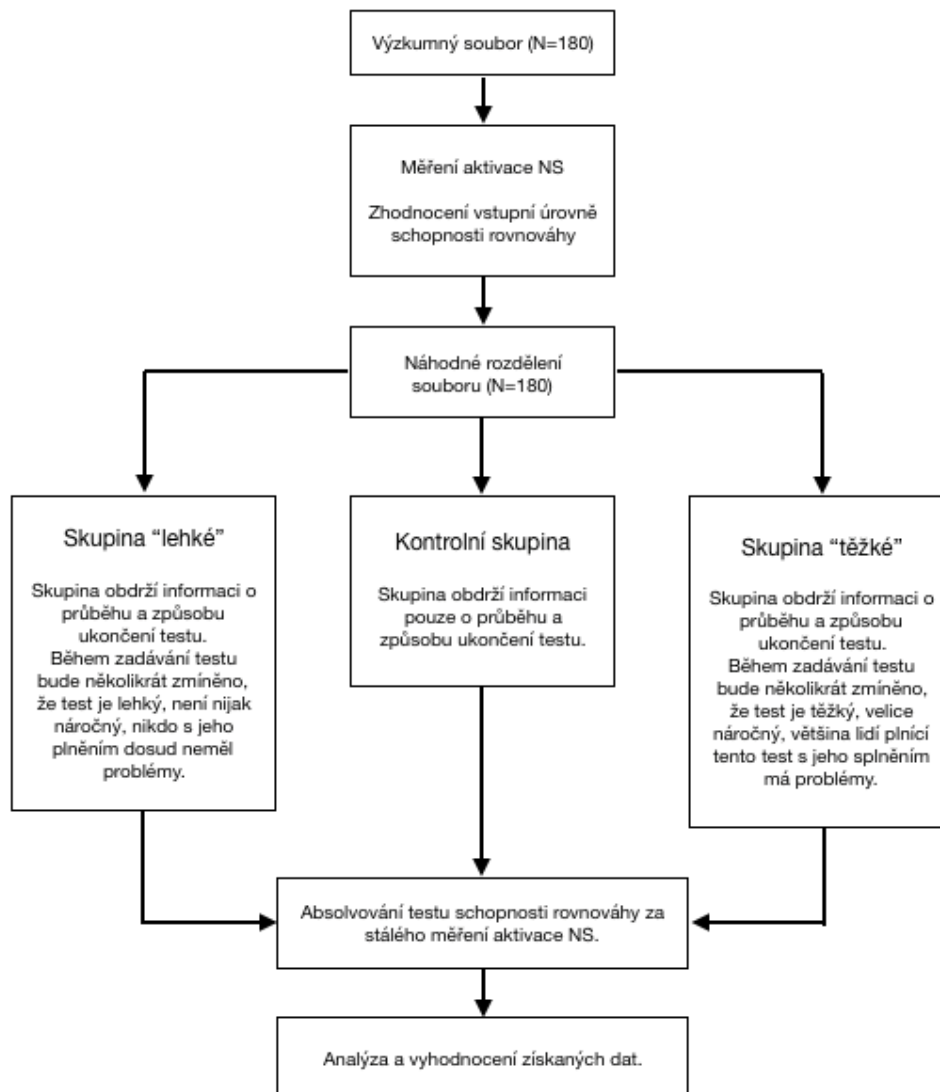 Výzkumný soubor (N=180)
Měření aktivace NS
Zhodnocení vstupní úrovně
schopnosti rovnováhy
Náhodné rozdělení
souboru (N=180)
Skupina “lehké”
Skupina obdrží informaci o
průběhu a způsobu
ukončení testu.
Během zadávání testu
bude několikrát zmíněno,
že test je lehký, není nijak
náročný, nikdo s jeho
plněním dosud neměl
problémy.
Kontrolní skupina
Skupina obdrží informaci
pouze o průběhu a
způsobu ukončení testu.
Skupina “těžké”
Skupina obdrží informaci o
průběhu a způsobu
ukončení testu.
Během zadávání testu
bude několikrát zmíněno,
že test je těžký, velice
náročný, většina lidí plnící
tento test s jeho splněním
má problémy.
Absolvování testu schopnosti rovnováhy za
stálého měření aktivace NS.
Analýza a vyhodnocení získaných dat.